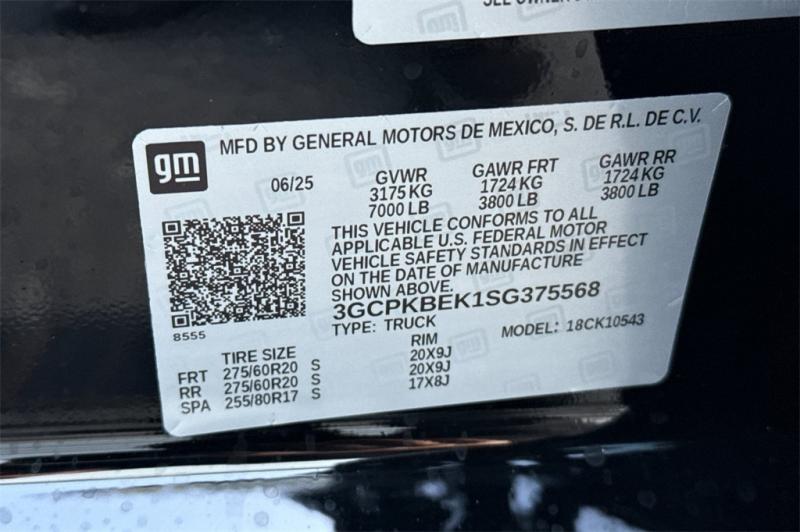 MFD BY GENERAL MOTORS DE MEXICO, S. DE R.L. DE C.V.
gm
06/25
GVWR
3175 KG
7000 LB
GAWR FRT
1724 KG
3800 LB
GAWR RR
1724 KG
3800 LB
THIS VEHICLE CONFORMS TO ALL
APPLICABLE U.S. FEDERAL MOTOR
VEHICLE SAFETY STANDARDS IN EFFECT
ON THE DATE OF MANUFACTURE
SHOWN ABOVE.
3GCPKBEK1SG375568
TYPE: TRUCK MODEL: 18CK10543
8555
TIRE SIZE RIM
FRT 275/60R20 S 20X9J
RR 275/60R20 S 20X9J
SPA 255/80R17 S 17X8J